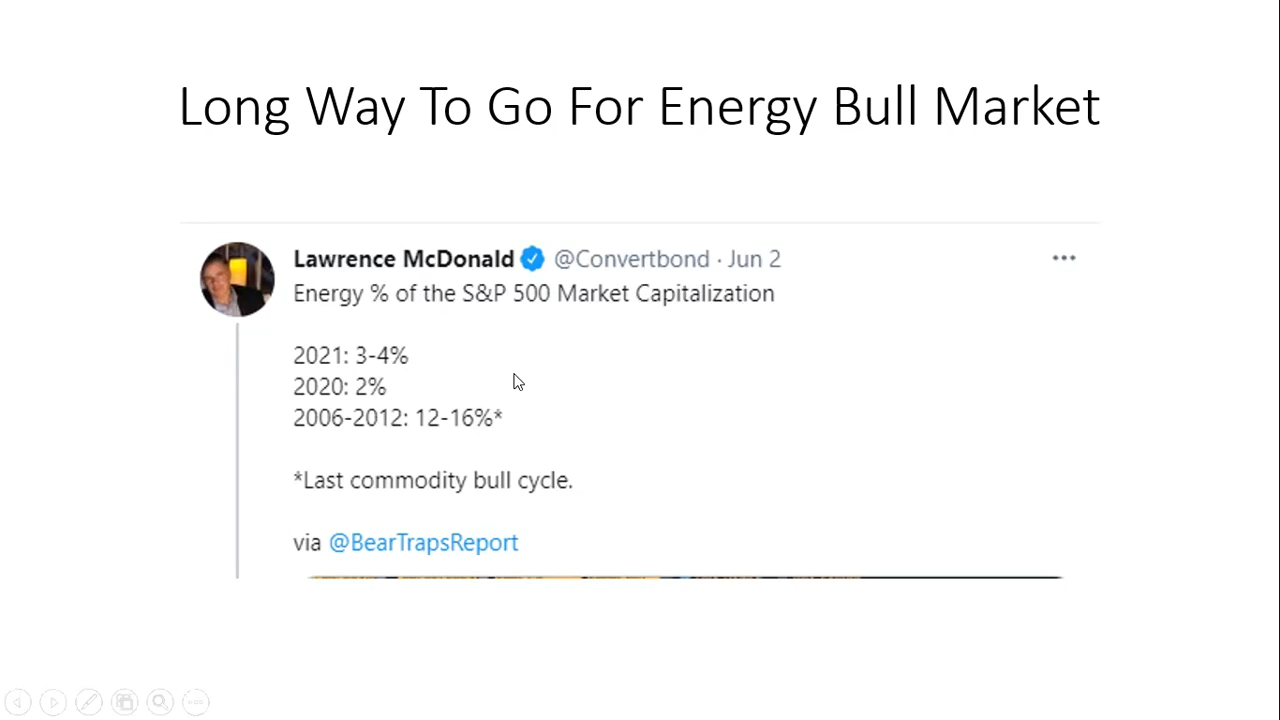 Long Way To Go For Energy Bull Market
Lawrence McDonald @Convertbond · Jun 2
Energy % of the S&P 500 Market Capitalization
2021: 3-4%
2020: 2%
2006-2012: 12-16%*
*Last commodity bull cycle.
via @BearTrapsReport